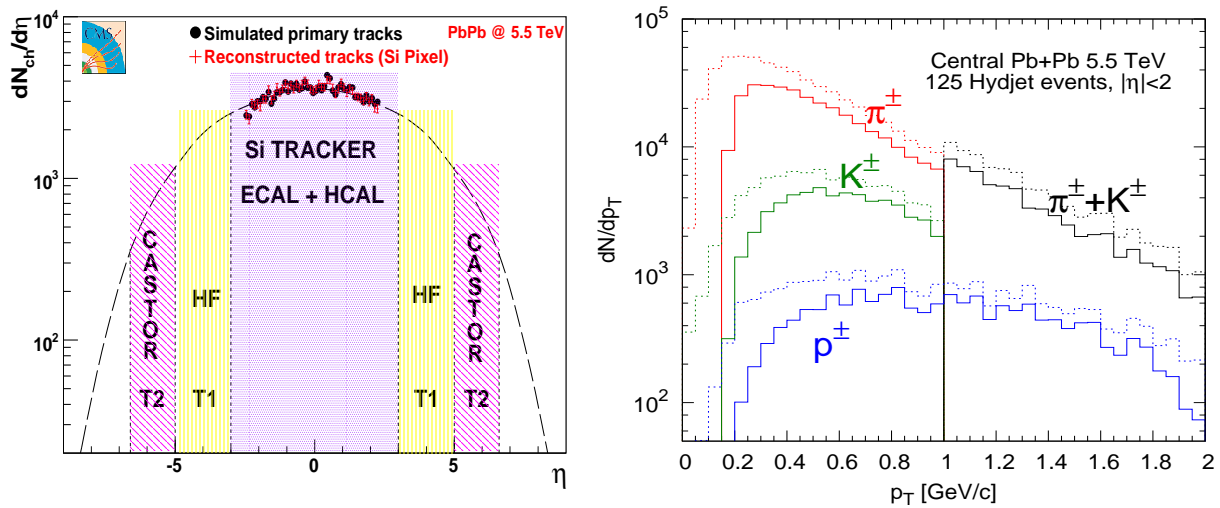 CMS
dN_ch/dη
10^4
10^3
10^2
● Simulated primary tracks
+ Reconstructed tracks (Si Pixel)
PbPb @ 5.5 TeV
Si TRACKER
ECAL + HCAL
CASTOR
T2
HF
T1
HF
T1
CASTOR
T2
-5 0 5
η
dN/dp_T
10^5
10^4
10^3
10^2
Central Pb+Pb 5.5 TeV
125 Hydjet events, |η|<2
π^±
K^±
π^±+K^±
p^±
0 0.2 0.4 0.6 0.8 1 1.2 1.4 1.6 1.8 2
p_T [GeV/c]